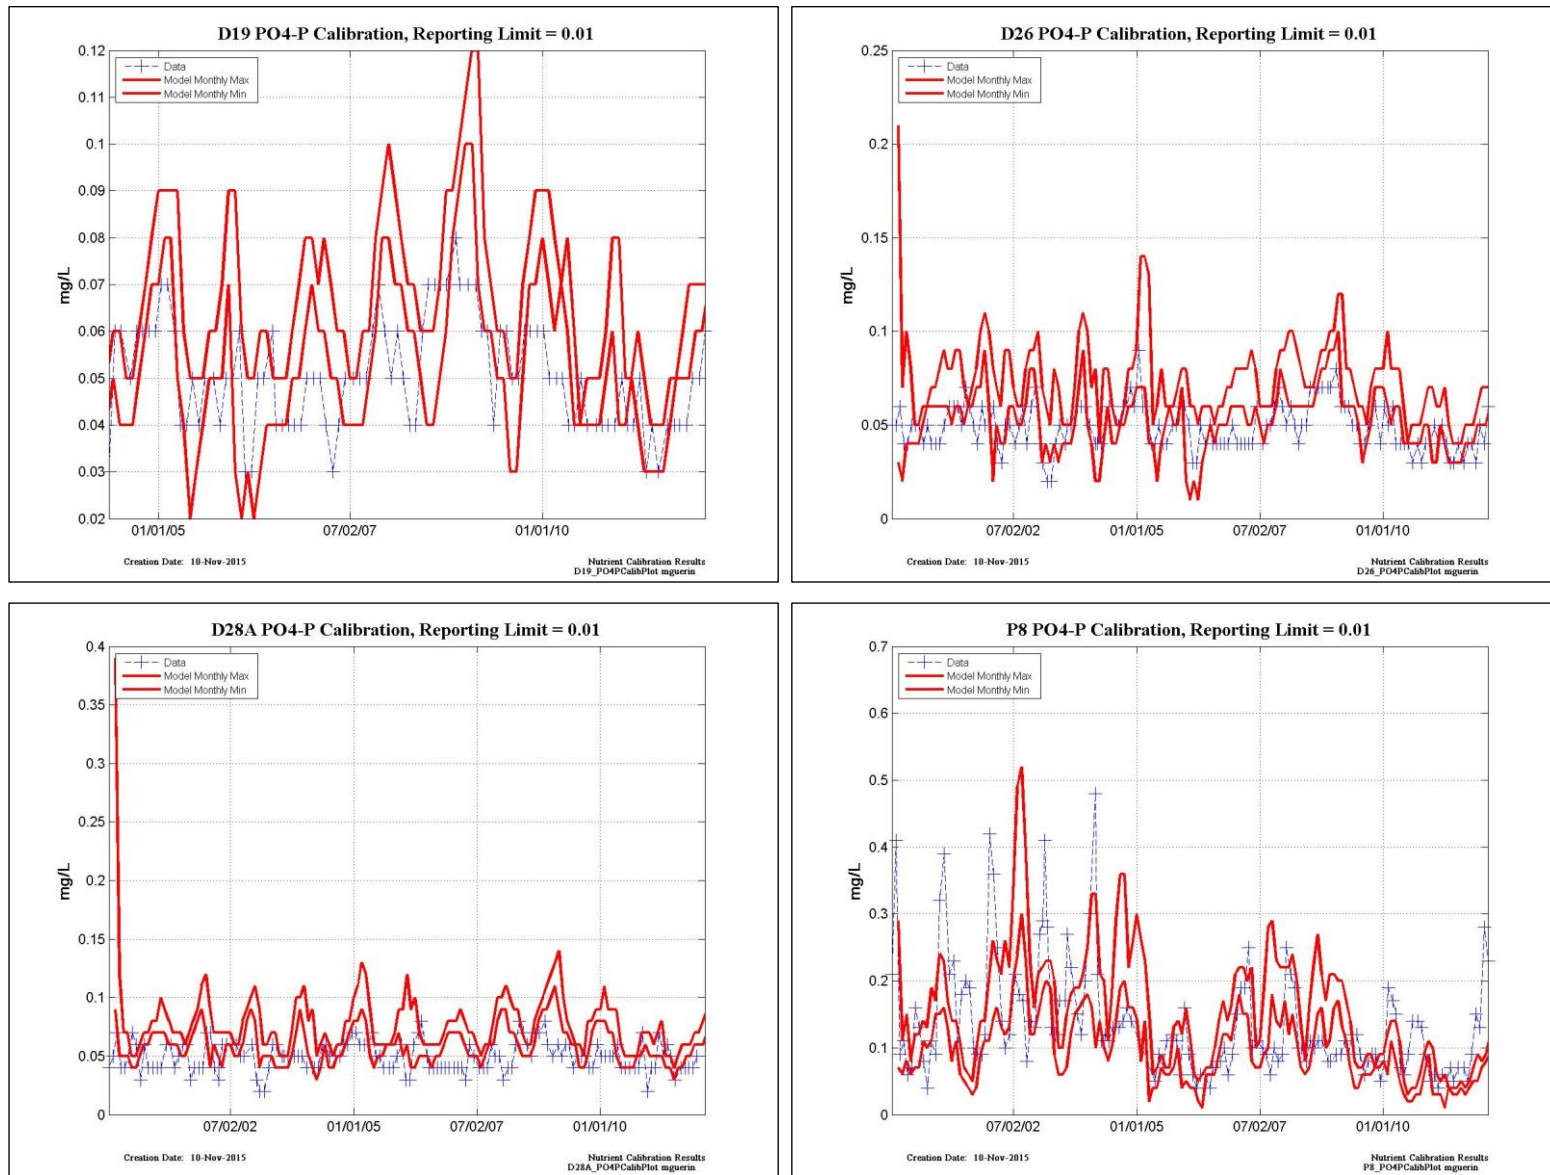 D19 PO4-P Calibration, Reporting Limit = 0.01
Data
Model Monthly Max
Model Monthly Min
0.12
0.11
0.1
0.09
0.08
0.07
0.06
0.05
0.04
0.03
0.02
mg/L
01/01/05
07/02/07
01/01/10
Creation Date: 10-Nov-2015
Nutrient Calibration Results
D19_PO4PCalibPlot mguerin
D26 PO4-P Calibration, Reporting Limit = 0.01
Data
Model Monthly Max
Model Monthly Min
0.25
0.2
0.15
0.1
0.05
0
mg/L
07/02/02
01/01/05
07/02/07
01/01/10
Creation Date: 10-Nov-2015
Nutrient Calibration Results
D26_PO4PCalibPlot mguerin
D28A PO4-P Calibration, Reporting Limit = 0.01
Data
Model Monthly Max
Model Monthly Min
0.4
0.35
0.3
0.25
0.2
0.15
0.1
0.05
0
mg/L
07/02/02
01/01/05
07/02/07
01/01/10
Creation Date: 10-Nov-2015
Nutrient Calibration Results
D28A_PO4PCalibPlot mguerin
P8 PO4-P Calibration, Reporting Limit = 0.01
Data
Model Monthly Max
Model Monthly Min
0.7
0.6
0.5
0.4
0.3
0.2
0.1
0
mg/L
07/02/02
01/01/05
07/02/07
01/01/10
Creation Date: 10-Nov-2015
Nutrient Calibration Results
P8_PO4PCalibPlot mguerin